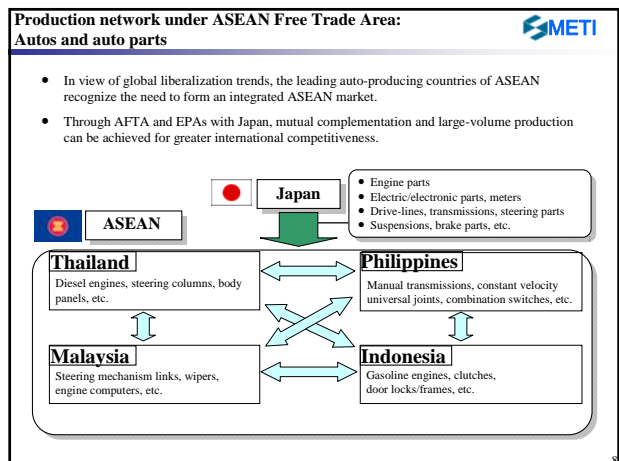 Production network under ASEAN Free Trade Area:
Autos and auto parts
METI
• In view of global liberalization trends, the leading auto-producing countries of ASEAN
recognize the need to form an integrated ASEAN market.
• Through AFTA and EPAs with Japan, mutual complementation and large-volume production
can be achieved for greater international competitiveness.
Japan
• Engine parts
• Electric/electronic parts, meters
• Drive-lines, transmissions, steering parts
• Suspensions, brake parts, etc.
ASEAN
Thailand
Diesel engines, steering columns, body
panels, etc.
Philippines
Manual transmissions, constant velocity
universal joints, combination switches, etc.
Malaysia
Steering mechanism links, wipers,
engine computers, etc.
Indonesia
Gasoline engines, clutches,
door locks/frames, etc.
8